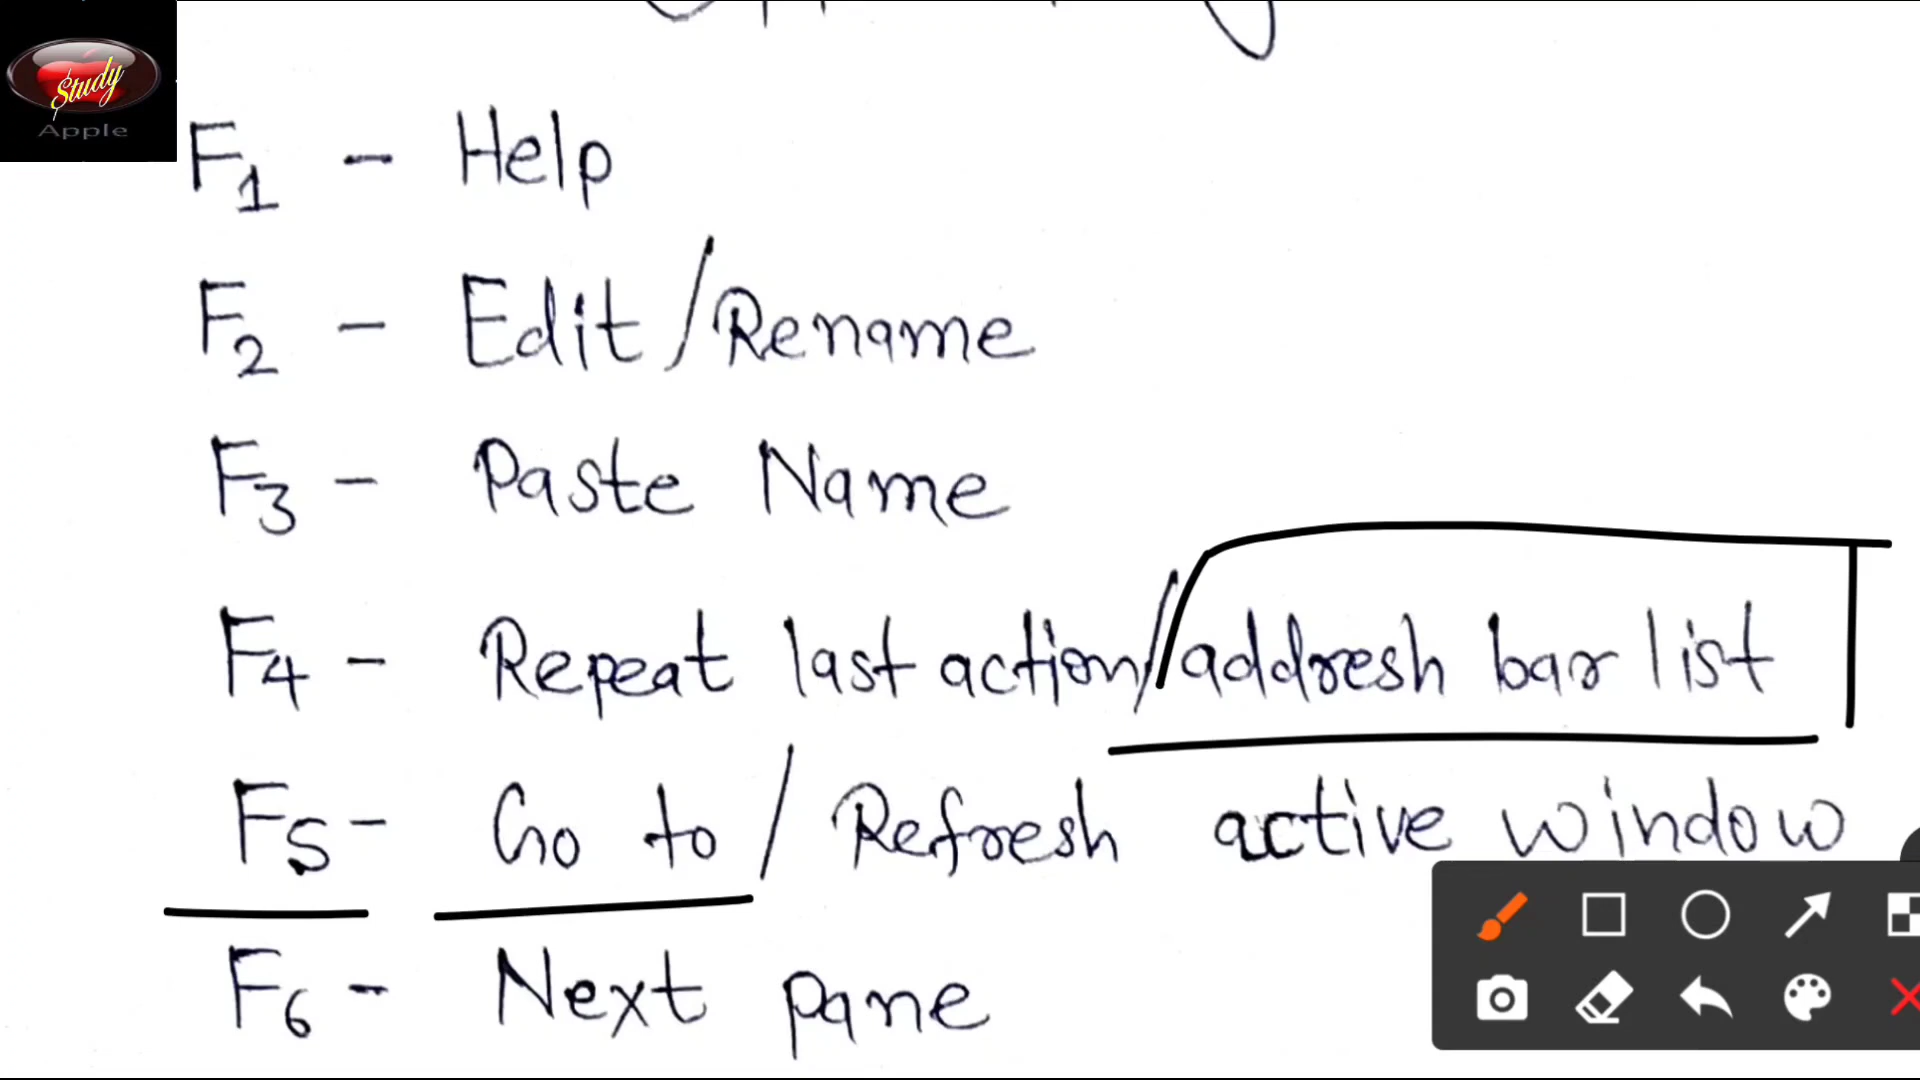 Study
Apple
F1 - Help
F2 - Edit/Rename
F3 - Paste Name
F4 - Repeat last action/addresh bar list
F5 - Go to / Refresh active window
F6 - Next pane